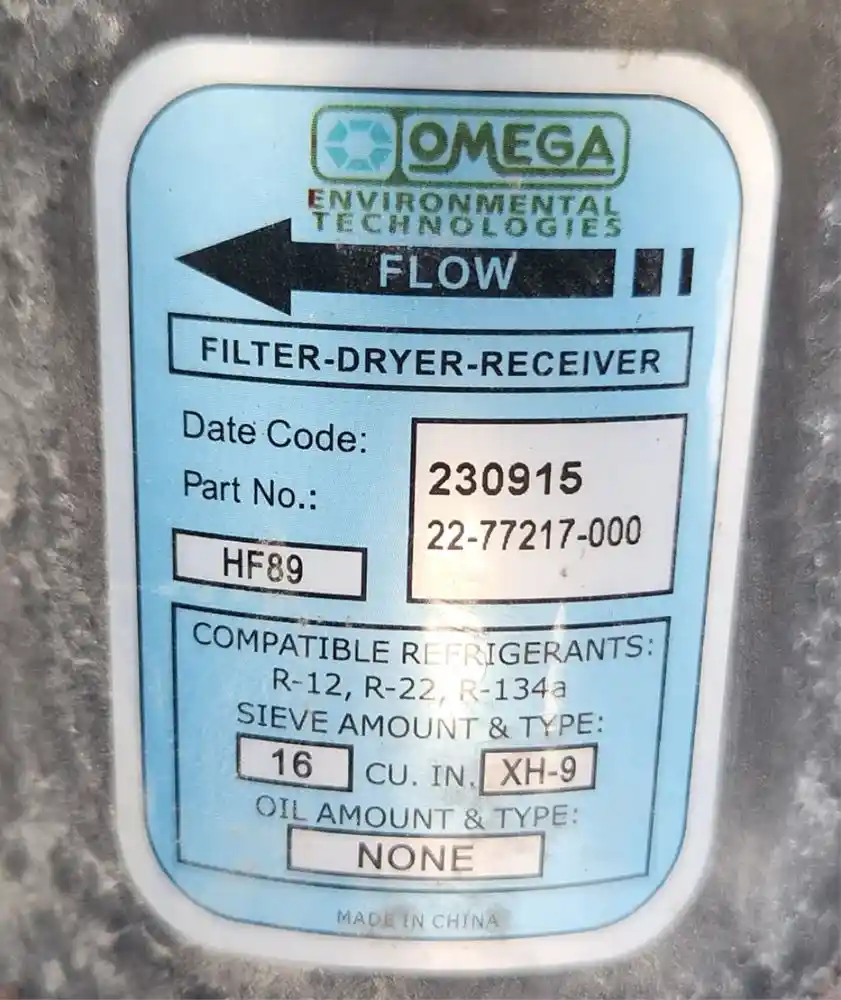 OMEGA
ENVIRONMENTAL
TECHNOLOGIES
FLOW
FILTER-DRYER-RECEIVER
Date Code:
230915
Part No.:
22-77217-000
HF89
COMPATIBLE REFRIGERANTS:
R-12, R-22, R-134a
SIEVE AMOUNT & TYPE:
16 CU. IN. XH-9
OIL AMOUNT & TYPE:
NONE
MADE IN CHINA